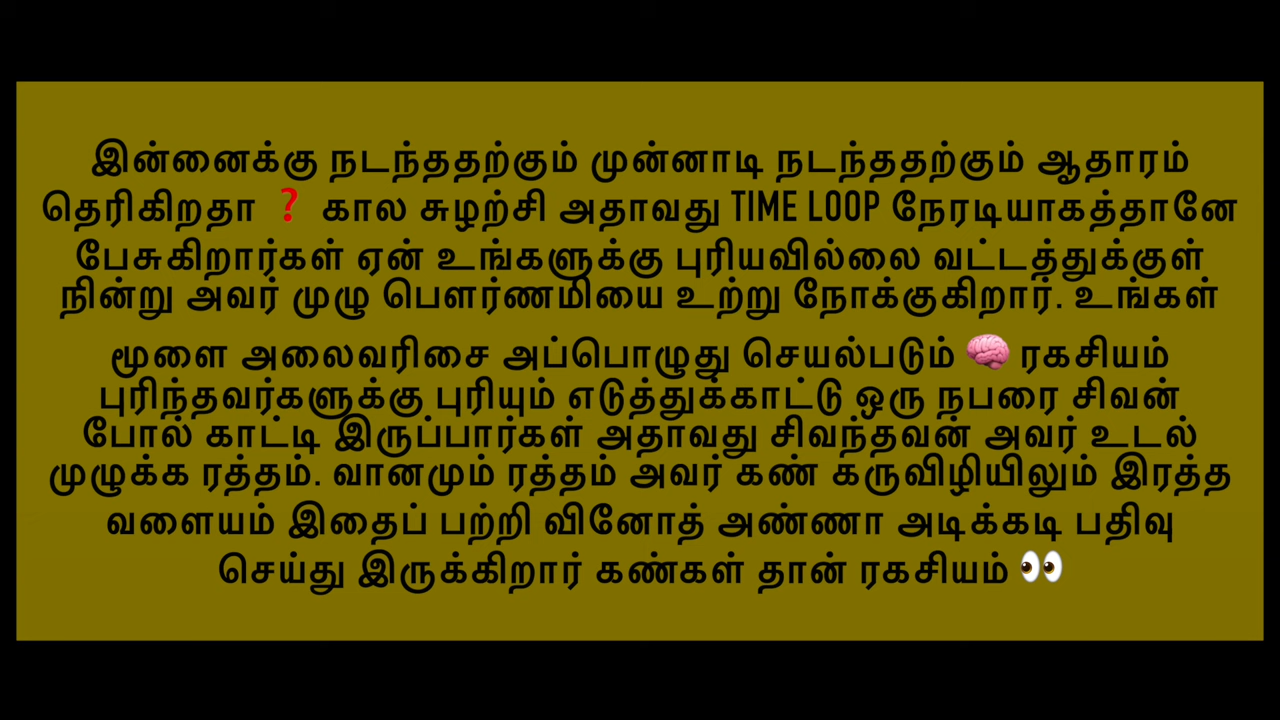 இன்னைக்கு நடந்ததற்கும் முன்னாடி நடந்ததற்கும் ஆதாரம்
தெரிகிறதா ❓ கால சுழற்சி அதாவது TIME LOOP நேரடியாகத்தானே
பேசுகிறார்கள் ஏன் உங்களுக்கு புரியவில்லை வட்டத்துக்குள்
நின்று அவர் முழு பௌர்ணமியை உற்று நோக்குகிறார். உங்கள்
மூளை அலைவரிசை அப்பொழுது செயல்படும் 🧠 ரகசியம்
புரிந்தவர்களுக்கு புரியும் எடுத்துக்காட்டு ஒரு நபரை சிவன்
போல் காட்டி இருப்பார்கள் அதாவது சிவந்தவன் அவர் உடல்
முழுக்க ரத்தம். வானமும் ரத்தம் அவர் கண் கருவிழியிலும் இரத்த
வளையம் இதைப் பற்றி வினோத் அண்ணா அடிக்கடி பதிவு
செய்து இருக்கிறார் கண்கள் தான் ரகசியம் 👀